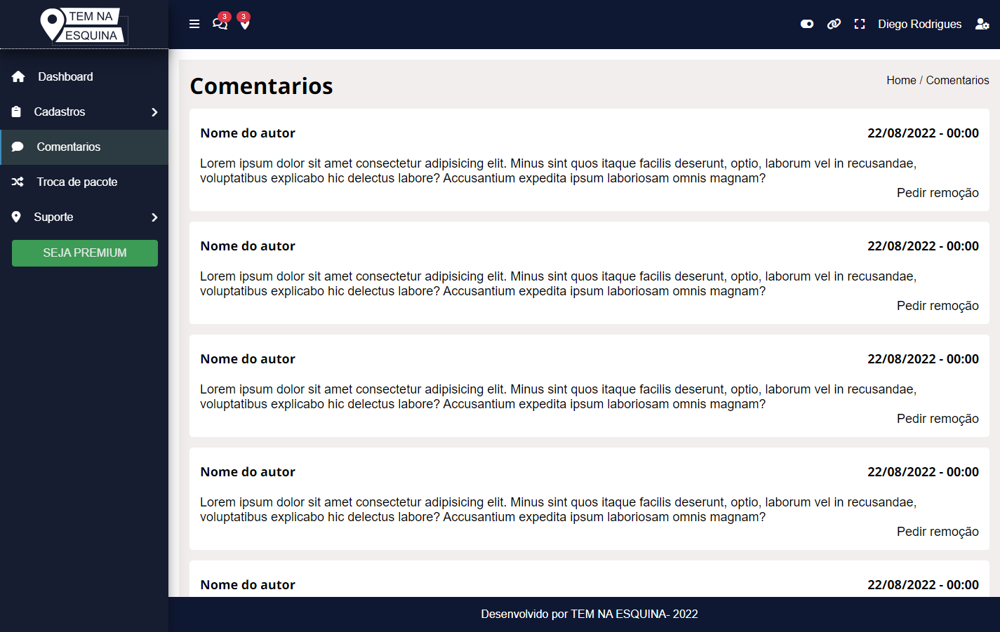 TEM NA
ESQUINA
3
3
Diego Rodrigues
Dashboard
Cadastros
Comentarios
Troca de pacote
Suporte
SEJA PREMIUM
Comentarios
Home / Comentarios
Nome do autor
22/08/2022 - 00:00
Lorem ipsum dolor sit amet consectetur adipisicing elit. Minus sint quos itaque facilis deserunt, optio, laborum vel in recusandae,
voluptatibus explicabo hic delectus labore? Accusantium expedita ipsum laboriosam omnis magnam?
Pedir remoção
Nome do autor
22/08/2022 - 00:00
Lorem ipsum dolor sit amet consectetur adipisicing elit. Minus sint quos itaque facilis deserunt, optio, laborum vel in recusandae,
voluptatibus explicabo hic delectus labore? Accusantium expedita ipsum laboriosam omnis magnam?
Pedir remoção
Nome do autor
22/08/2022 - 00:00
Lorem ipsum dolor sit amet consectetur adipisicing elit. Minus sint quos itaque facilis deserunt, optio, laborum vel in recusandae,
voluptatibus explicabo hic delectus labore? Accusantium expedita ipsum laboriosam omnis magnam?
Pedir remoção
Nome do autor
22/08/2022 - 00:00
Lorem ipsum dolor sit amet consectetur adipisicing elit. Minus sint quos itaque facilis deserunt, optio, laborum vel in recusandae,
voluptatibus explicabo hic delectus labore? Accusantium expedita ipsum laboriosam omnis magnam?
Pedir remoção
Nome do autor
22/08/2022 - 00:00
Desenvolvido por TEM NA ESQUINA- 2022